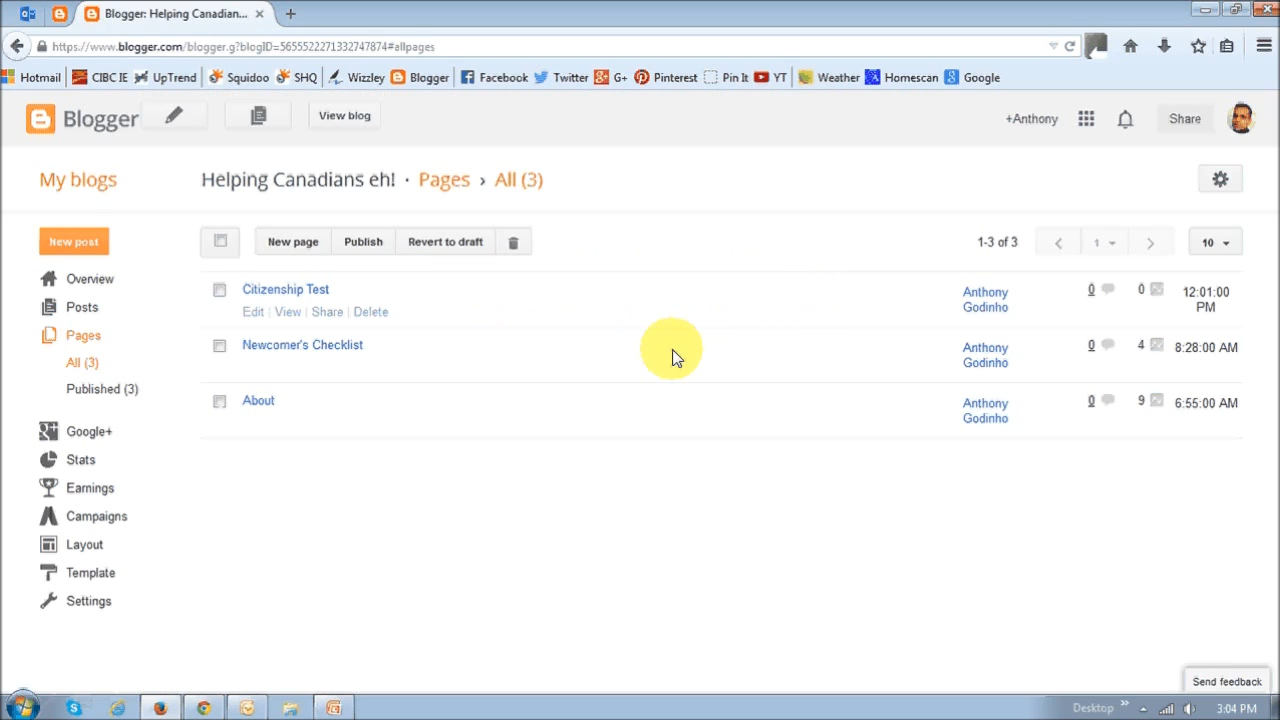 Blogger: Helping Canadian...
https://www.blogger.com/blogger.g?blogID=5655522271332747874#allpages
Hotmail CIBC IE UpTrend Squidoo SHQ Wizzley Blogger Facebook Twitter G+ Pinterest Pin It YT Weather Homescan Google
Blogger View blog +Anthony Share
My blogs Helping Canadians eh! · Pages › All (3)
New post New page Publish Revert to draft 1-3 of 3 1 10
Overview
Posts
Pages
All (3)
Published (3)
Google+
Stats
Earnings
Campaigns
Layout
Template
Settings
Citizenship Test Anthony Godinho 0 0 12:01:00 PM
Edit | View | Share | Delete
Newcomer's Checklist Anthony Godinho 0 4 8:28:00 AM
About Anthony Godinho 0 9 6:55:00 AM
Send feedback
Desktop 3:04 PM